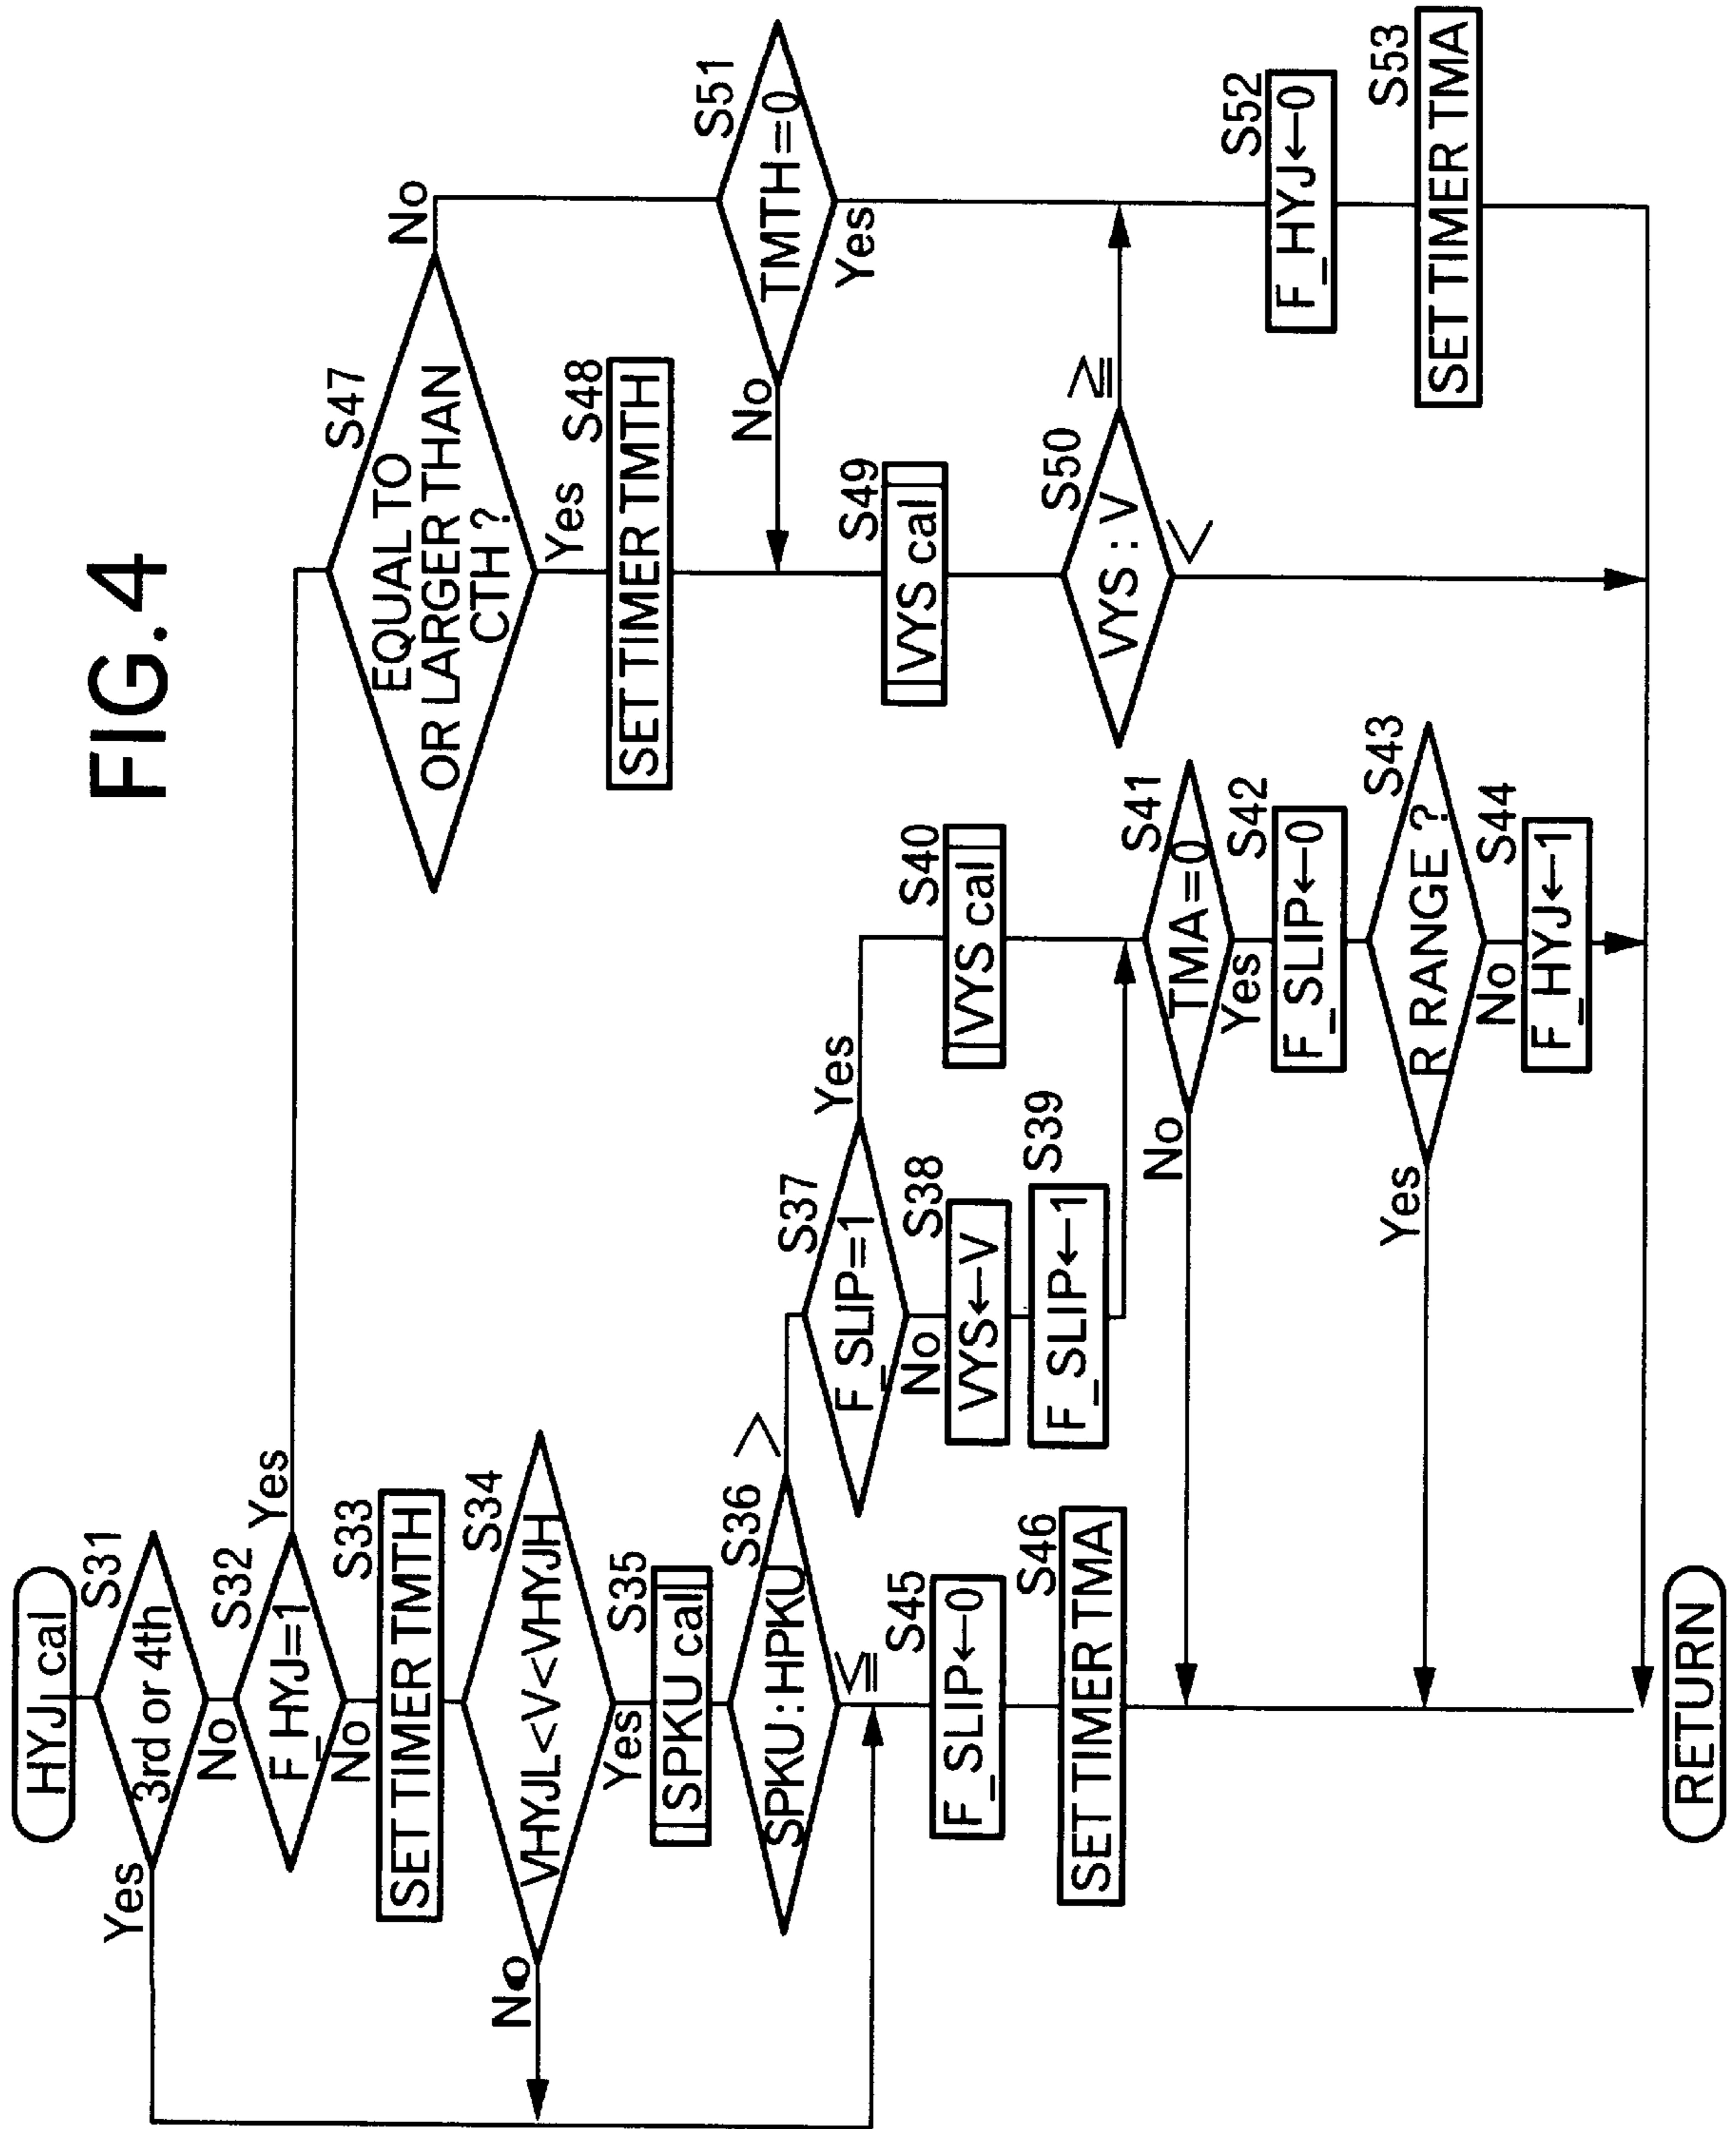 FIG.4
HYJ cal
S31
3rd or 4th
Yes
No
S32
F_HYJ=1
Yes
No
S33
SET TIMER TMTH
S34
VHYJL<V<VHYJH
No
Yes
S35
SPKU cal
S36
SPKU:HPKU
>
≦
S37
F_SLIP=1
Yes
No
S38
VYS←V
S39
F_SLIP←1
S40
VYS cal
S41
TMA=0
No
Yes
S42
F_SLIP←0
S43
R RANGE ?
Yes
No
S44
F_HYJ←1
S45
F_SLIP←0
S46
SET TIMER TMA
S47
EQUAL TO
OR LARGER THAN
CTH ?
No
Yes
S48
SET TIMER TMTH
S49
VYS cal
S50
VYS : V
≧
<
S51
TMTH=0
No
Yes
S52
F_HYJ←0
S53
SET TIMER TMA
RETURN